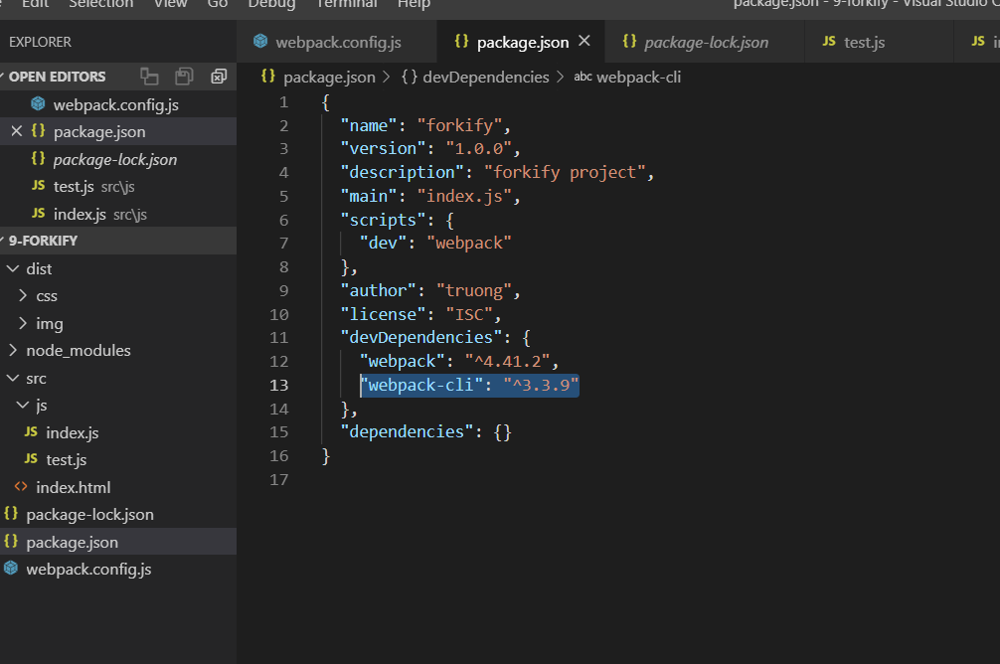 Edit Selection View Go Debug Terminal Help package.json - 9-forkify - Visual Studio C
EXPLORER
webpack.config.js
{} package.json
{} package-lock.json
JS test.js
JS
OPEN EDITORS
webpack.config.js
{} package.json
{} package-lock.json
JS test.js src\js
JS index.js src\js
9-FORKIFY
dist
css
img
node_modules
src
js
JS index.js
JS test.js
<> index.html
{} package-lock.json
{} package.json
webpack.config.js
{} package.json > {} devDependencies > abc webpack-cli
1 {
2 "name": "forkify",
3 "version": "1.0.0",
4 "description": "forkify project",
5 "main": "index.js",
6 "scripts": {
7 "dev": "webpack"
8 },
9 "author": "truong",
10 "license": "ISC",
11 "devDependencies": {
12 "webpack": "^4.41.2",
13 "webpack-cli": "^3.3.9"
14 },
15 "dependencies": {}
16 }
17